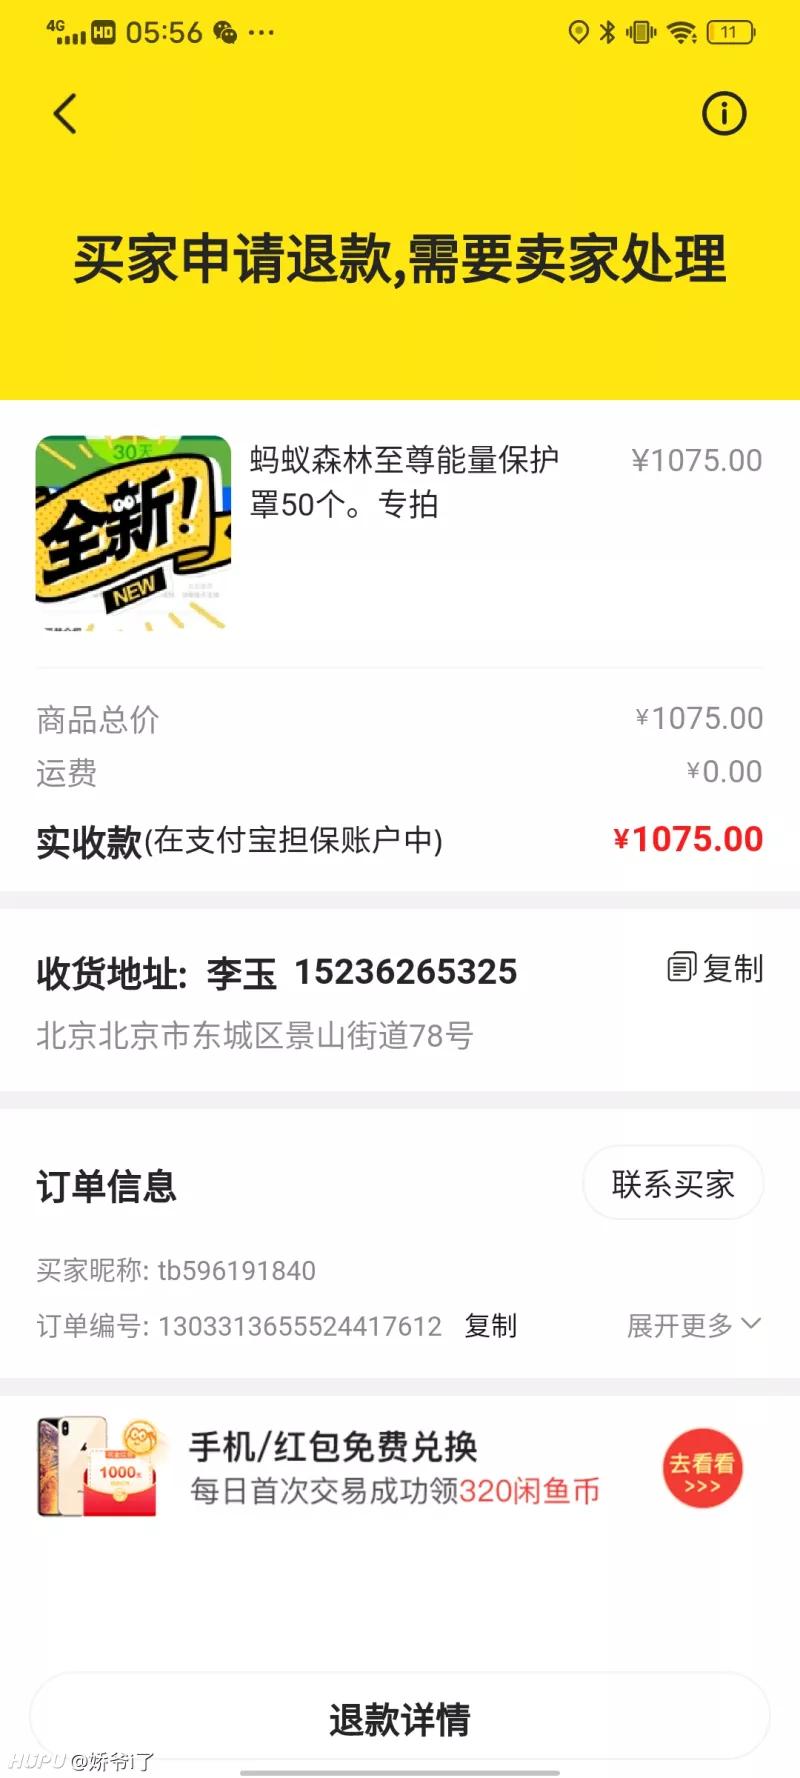 4G HD 05:56 ··· 11
买家申请退款,需要卖家处理
30天
全新!
NEW
蚂蚁森林至尊能量保护
罩50个。专拍
¥1075.00
商品总价 ¥1075.00
运费 ¥0.00
实收款(在支付宝担保账户中) ¥1075.00
收货地址: 李玉 15236265325 复制
北京北京市东城区景山街道78号
订单信息 联系买家
买家昵称: tb596191840
订单编号: 1303313655524417612 复制 展开更多
手机/红包免费兑换
每日首次交易成功领320闲鱼币
1000元
去看看
>>>
退款详情
HUPU @娇爷i了